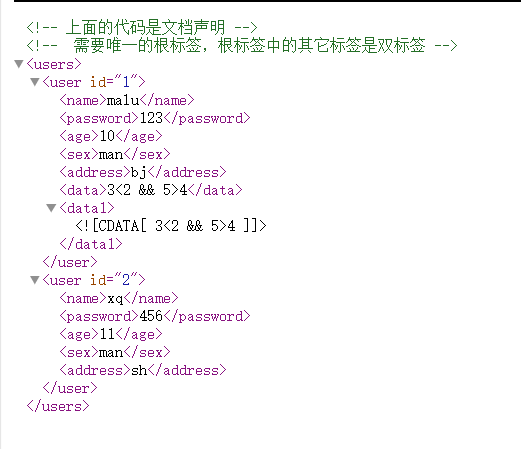 <!-- 上面的代码是文档声明 -->
<!--  需要唯一的根标签，根标签中的其它标签是双标签 -->
<users>
<user id="1">
<name>malu</name>
<password>123</password>
<age>10</age>
<sex>man</sex>
<address>bj</address>
<data>3<2 && 5>4</data>
<data1>
<![CDATA[ 3<2 && 5>4 ]]>
</data1>
</user>
<user id="2">
<name>xq</name>
<password>456</password>
<age>11</age>
<sex>man</sex>
<address>sh</address>
</user>
</users>